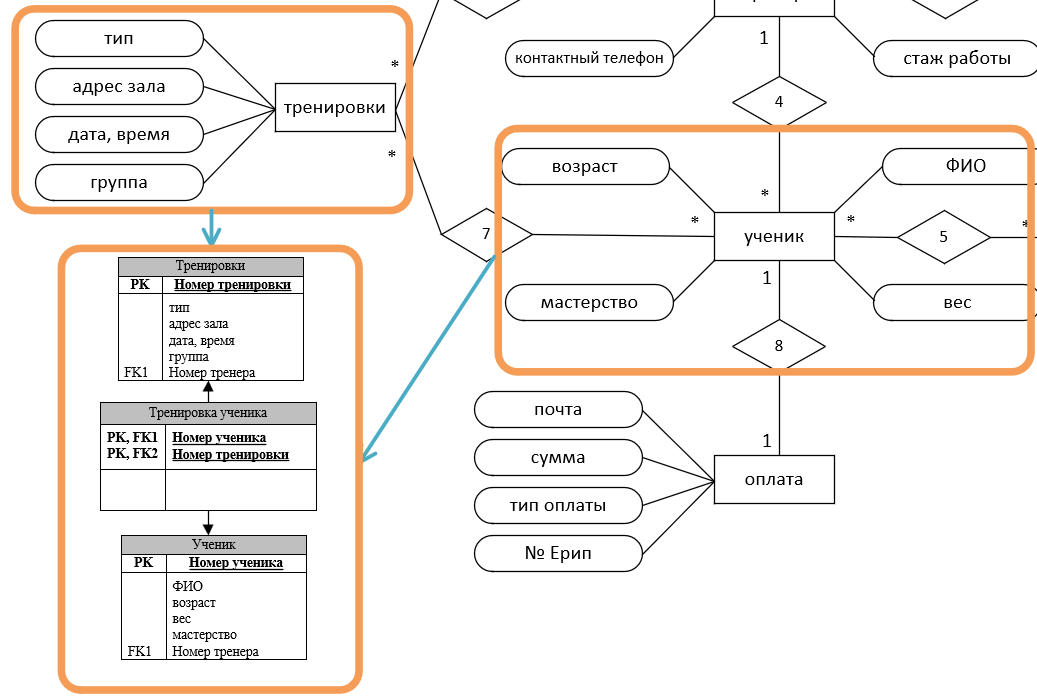 тип
адрес зала
дата, время
группа
тренировки
*
*
7
контактный телефон
1
стаж работы
4
возраст
ФИО
*
*
ученик
*
5
*
мастерство
1
вес
8
почта
сумма
тип оплаты
№ Ерип
1
оплата
Тренировки
PK Номер тренировки
тип
адрес зала
дата, время
группа
FK1 Номер тренера
Тренировка ученика
PK, FK1 Номер ученика
PK, FK2 Номер тренировки
Ученик
PK Номер ученика
ФИО
возраст
вес
мастерство
FK1 Номер тренера